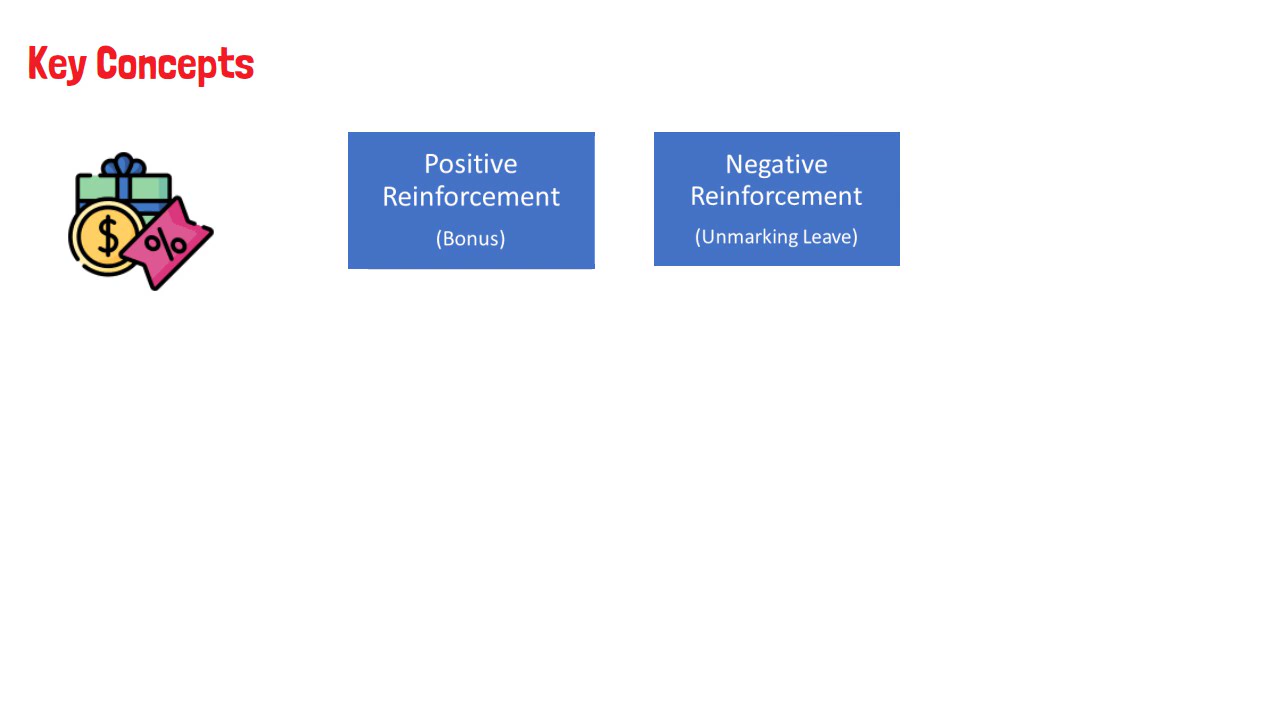 Key Concepts
$
%
Positive
Reinforcement
(Bonus)
Negative
Reinforcement
(Unmarking Leave)